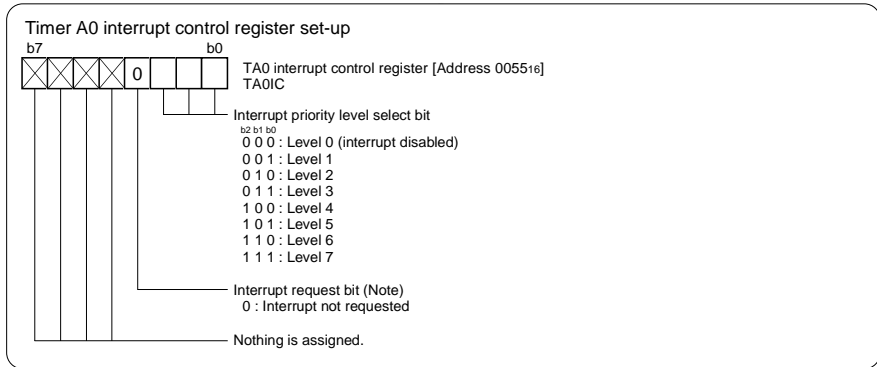 Timer A0 interrupt control register set-up
b7 b0
0 TA0 interrupt control register [Address 005516]
TA0IC
Interrupt priority level select bit
b2 b1 b0
0 0 0 : Level 0 (interrupt disabled)
0 0 1 : Level 1
0 1 0 : Level 2
0 1 1 : Level 3
1 0 0 : Level 4
1 0 1 : Level 5
1 1 0 : Level 6
1 1 1 : Level 7
Interrupt request bit (Note)
0 : Interrupt not requested
Nothing is assigned.